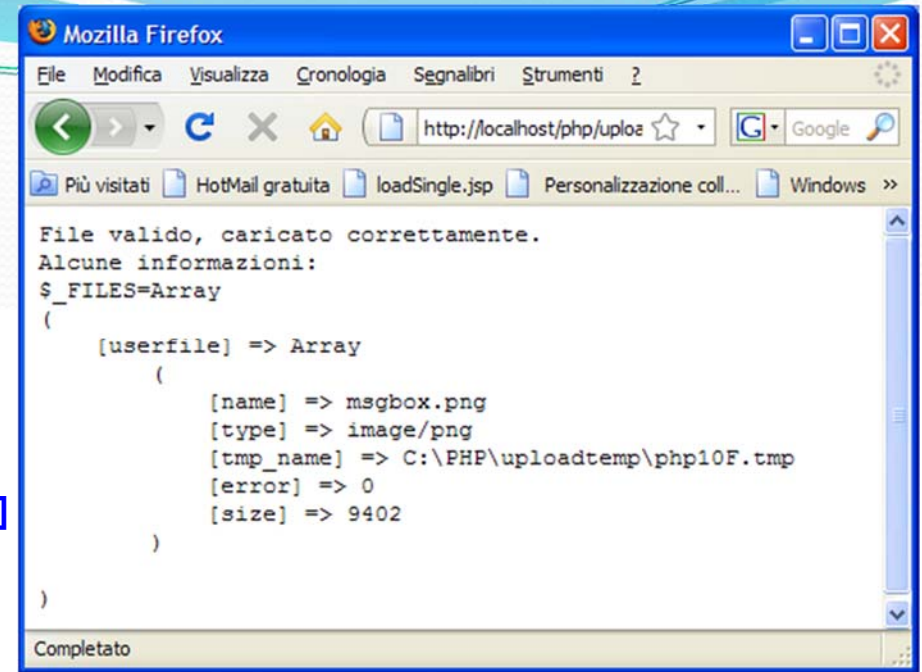 Mozilla Firefox
File Modifica Visualizza Cronologia Segnalibri Strumenti ?
http://localhost/php/uploa G Google
Più visitati HotMail gratuita loadSingle.jsp Personalizzazione coll... Windows »
File valido, caricato correttamente.
Alcune informazioni:
$_FILES=Array
(
[userfile] => Array
(
[name] => msgbox.png
[type] => image/png
[tmp_name] => C:\PHP\uploadtemp\php10F.tmp
[error] => 0
[size] => 9402
)
)
Completato